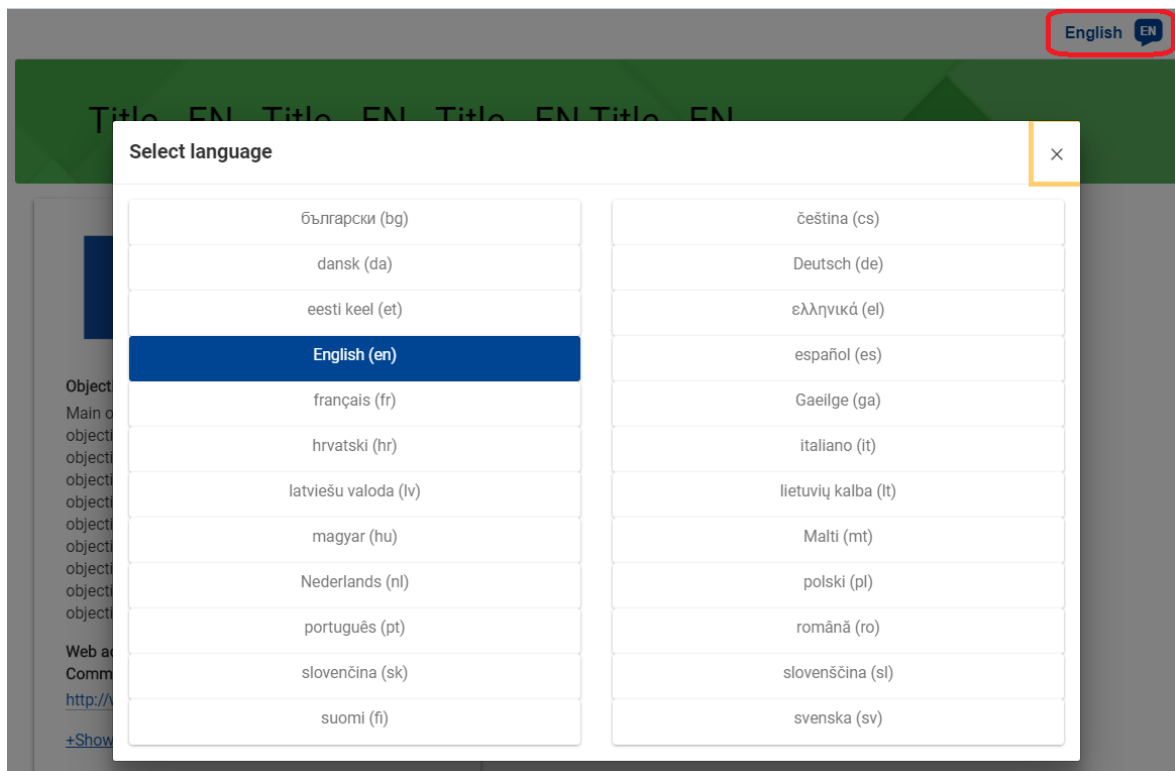 English EN
Title - EN - Title - EN - Title - EN Title - EN
Select language
×
български (bg)
čeština (cs)
dansk (da)
Deutsch (de)
eesti keel (et)
ελληνικά (el)
English (en)
español (es)
français (fr)
Gaeilge (ga)
hrvatski (hr)
italiano (it)
latviešu valoda (lv)
lietuvių kalba (lt)
magyar (hu)
Malti (mt)
Nederlands (nl)
polski (pl)
português (pt)
română (ro)
slovenčina (sk)
slovenščina (sl)
suomi (fi)
svenska (sv)
Object
Main o
objecti
objecti
objecti
objecti
objecti
objecti
objecti
objecti
objecti
Web ad
Comm
http://
+Show